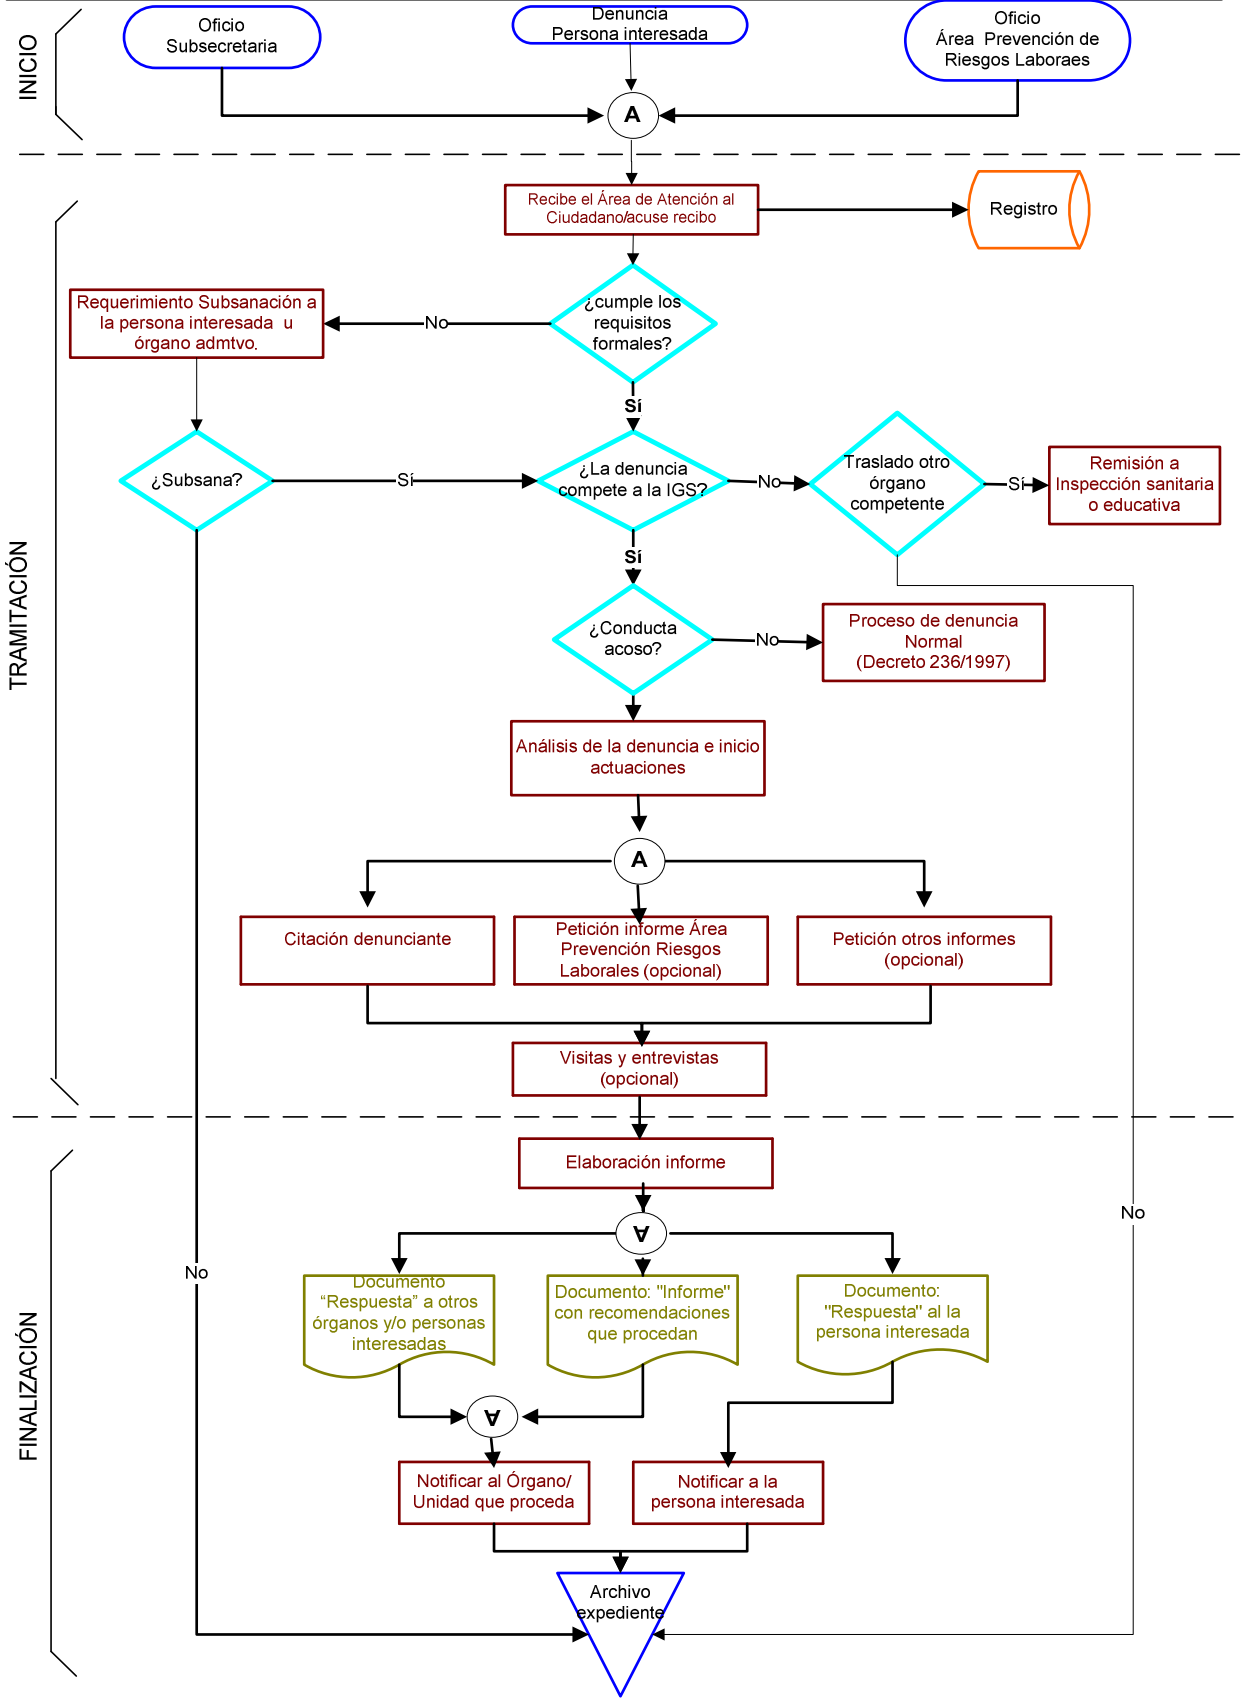 INICIO
Oficio
Subsecretaria
Denuncia
Persona interesada
Oficio
Área Prevención de
Riesgos Laboraes
A
TRAMITACIÓN
Recibe el Área de Atención al
Ciudadano/acuse recibo
Registro
¿cumple los
requisitos
formales?
No
Requerimiento Subsanación a
la persona interesada u
órgano admtvo.
Sí
¿Subsana?
Sí
¿La denuncia
compete a la IGS?
No
Traslado otro
órgano
competente
Sí
Remisión a
Inspección sanitaria
o educativa
Sí
¿Conducta
acoso?
No
Proceso de denuncia
Normal
(Decreto 236/1997)
Análisis de la denuncia e inicio
actuaciones
A
Citación denunciante
Petición informe Área
Prevención Riesgos
Laborales (opcional)
Petición otros informes
(opcional)
Visitas y entrevistas
(opcional)
FINALIZACIÓN
Elaboración informe
A
No
No
Documento
“Respuesta” a otros
órganos y/o personas
interesadas
Documento: "Informe"
con recomendaciones
que procedan
Documento:
"Respuesta" al la
persona interesada
A
Notificar al Órgano/
Unidad que proceda
Notificar a la
persona interesada
Archivo
expediente